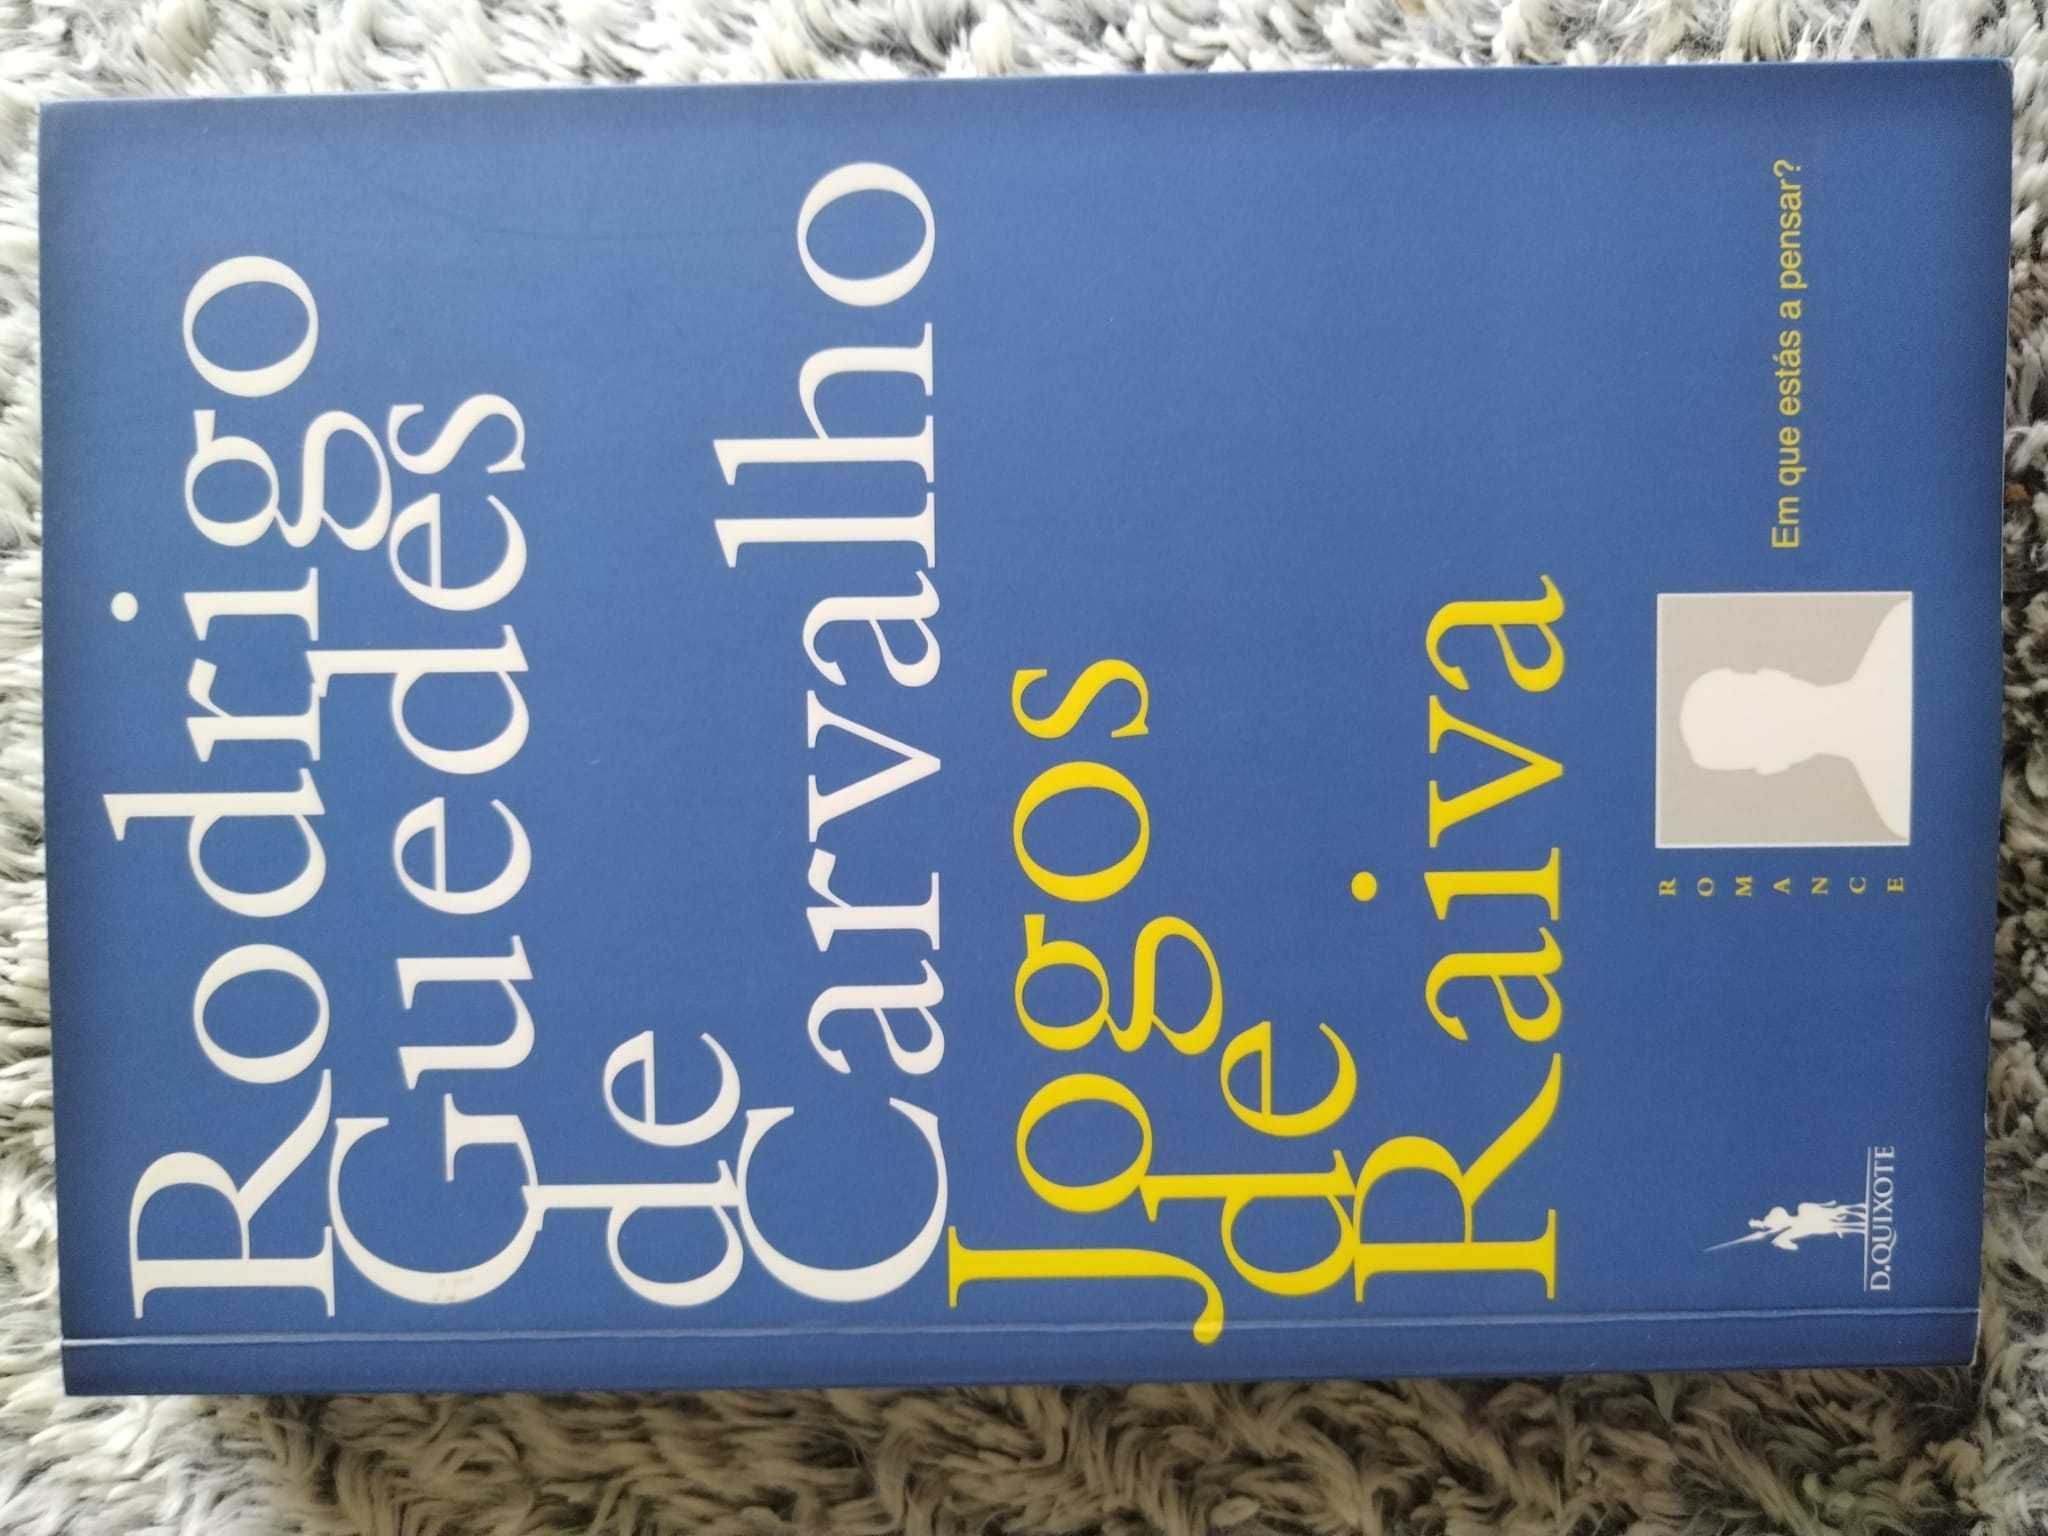 Rodrigo
Guedes
de
Carvalho
Jogos
de
Raiva
ROMANCE
Em que estás a pensar?
D.QUIXOTE